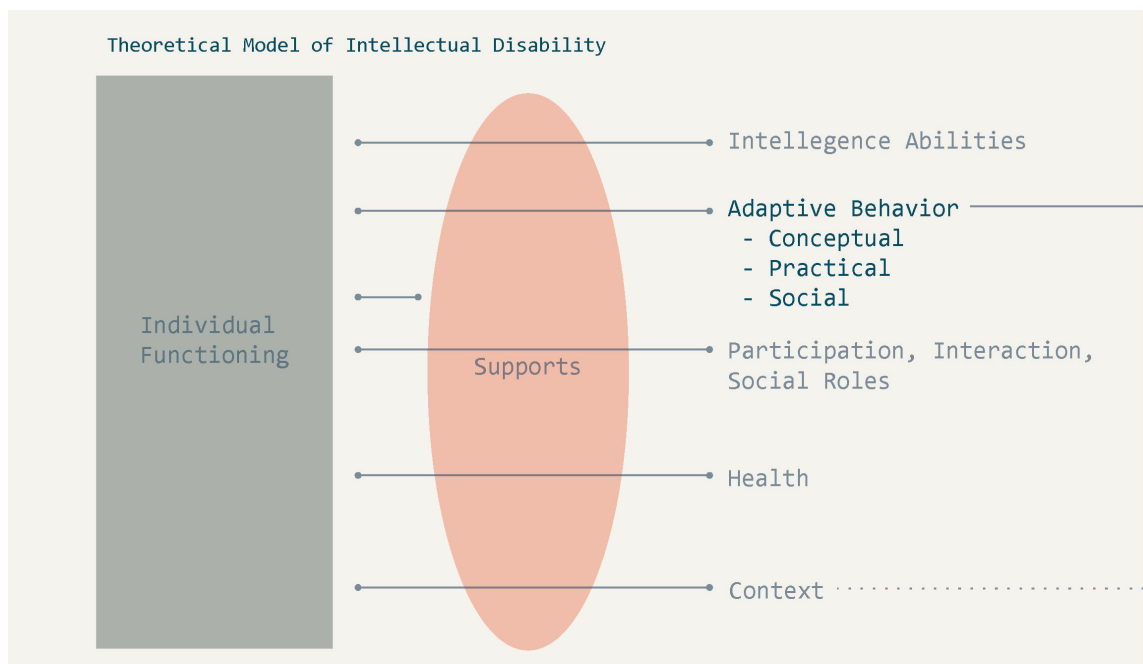 Theoretical Model of Intellectual Disability
Individual
Functioning
Supports
Intellegence Abilities
Adaptive Behavior
- Conceptual
- Practical
- Social
Participation, Interaction,
Social Roles
Health
Context